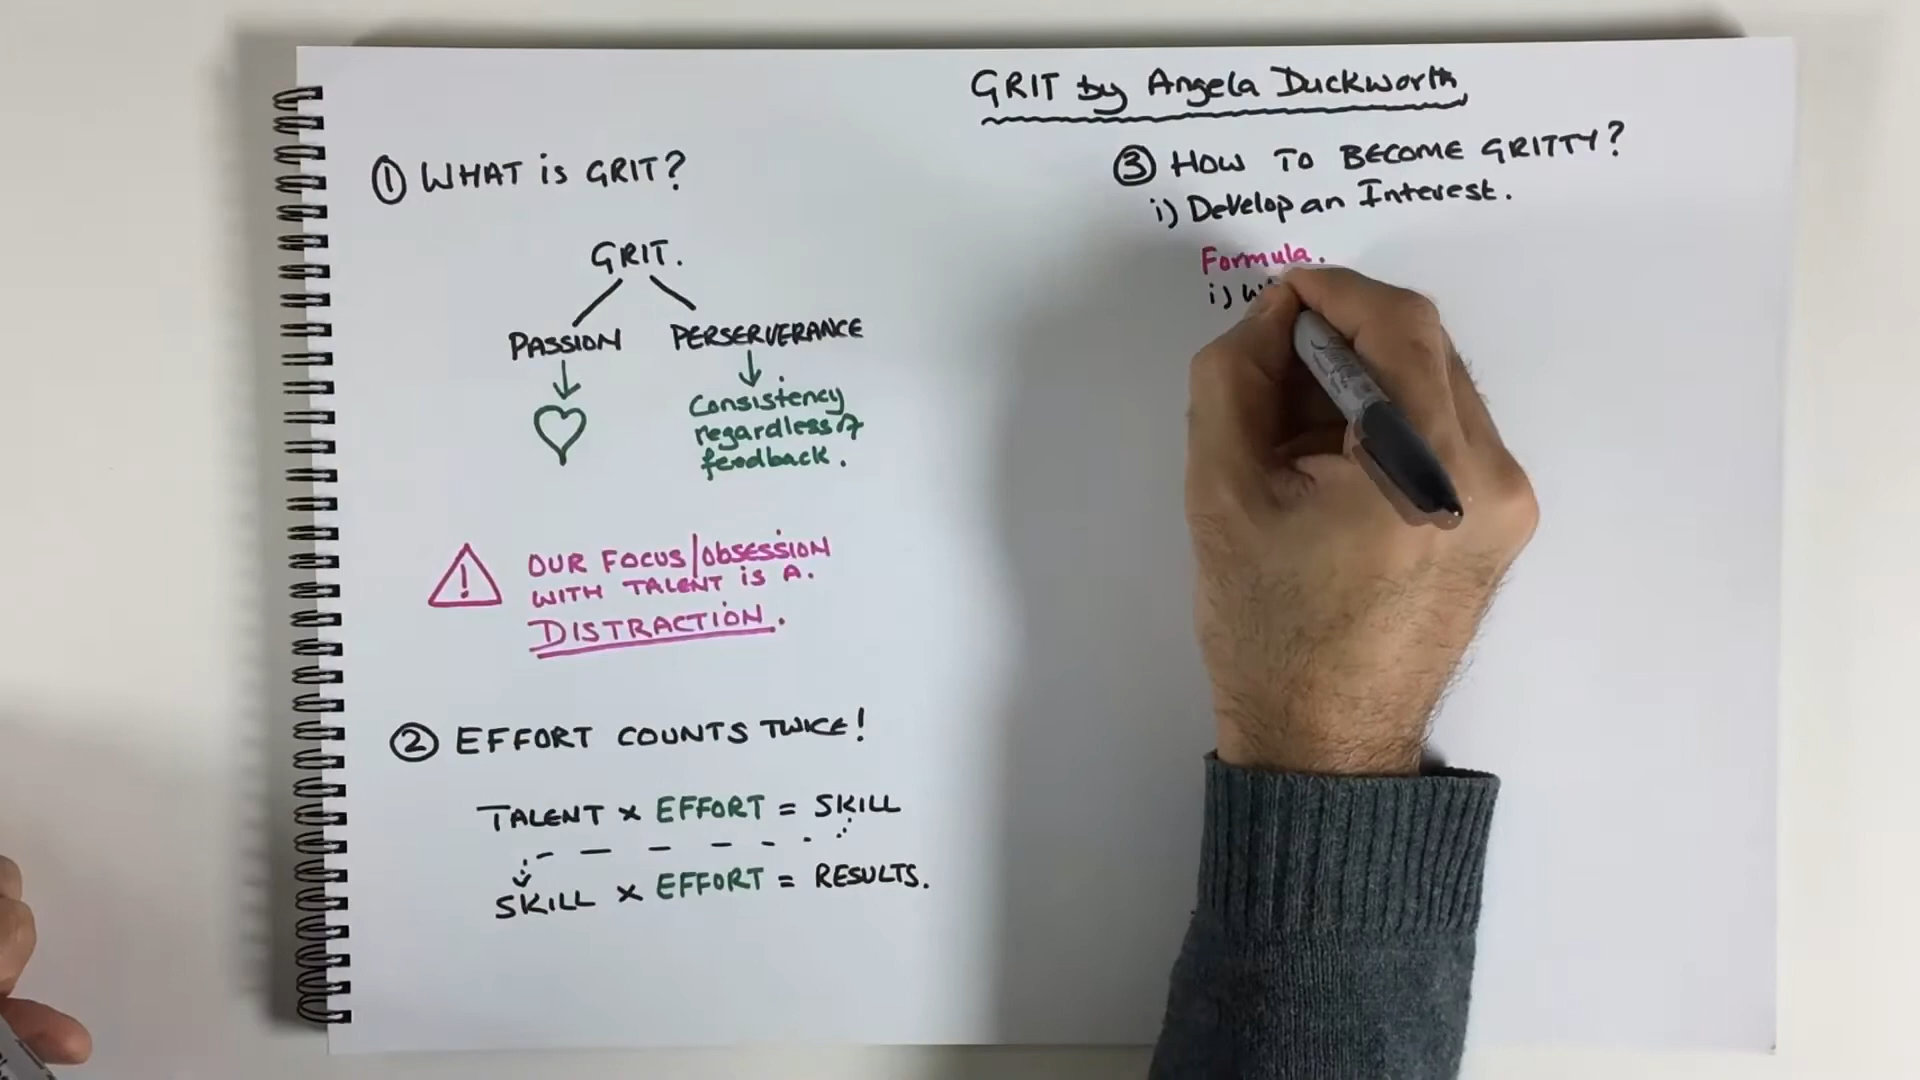 GRIT by Angela Duckworth
① WHAT is GRIT?
GRIT.
PASSION PERSERVERANCE
Consistency
regardless of
feedback.
! OUR FOCUS/OBSESSION
WITH TALENT is A.
DISTRACTION.
② EFFORT COUNTS TWICE!
TALENT x EFFORT = SKILL
SKILL x EFFORT = RESULTS.
③ HOW TO BECOME GRITTY?
i) Develop an Interest.
Formula.
i)